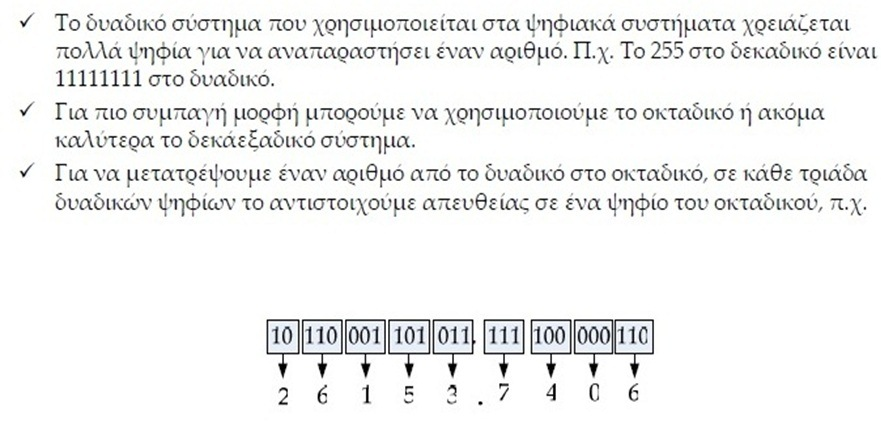 ✓ Το δυαδικό σύστημα που χρησιμοποιείται στα ψηφιακά συστήματα χρειάζεται
πολλά ψηφία για να αναπαραστήσει έναν αριθμό. Π.χ. Το 255 στο δεκαδικό είναι
11111111 στο δυαδικό.
✓ Για πιο συμπαγή μορφή μπορούμε να χρησιμοποιούμε το οκταδικό ή ακόμα
καλύτερα το δεκάεξαδικό σύστημα.
✓ Για να μετατρέψουμε έναν αριθμό από το δυαδικό στο οκταδικό, σε κάθε τριάδα
δυαδικών ψηφίων το αντιστοιχούμε απευθείας σε ένα ψηφίο του οκταδικού, π.χ.
10 110 001 101 011. 111 100 000 110
2 6 1 5 3 . 7 4 0 6